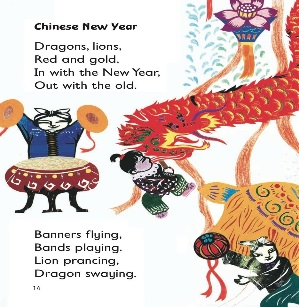 Chinese New Year
Dragons, lions,
Red and gold.
In with the New Year,
Out with the old.
Banners flying,
Bands playing.
Lion prancing,
Dragon swaying.
14